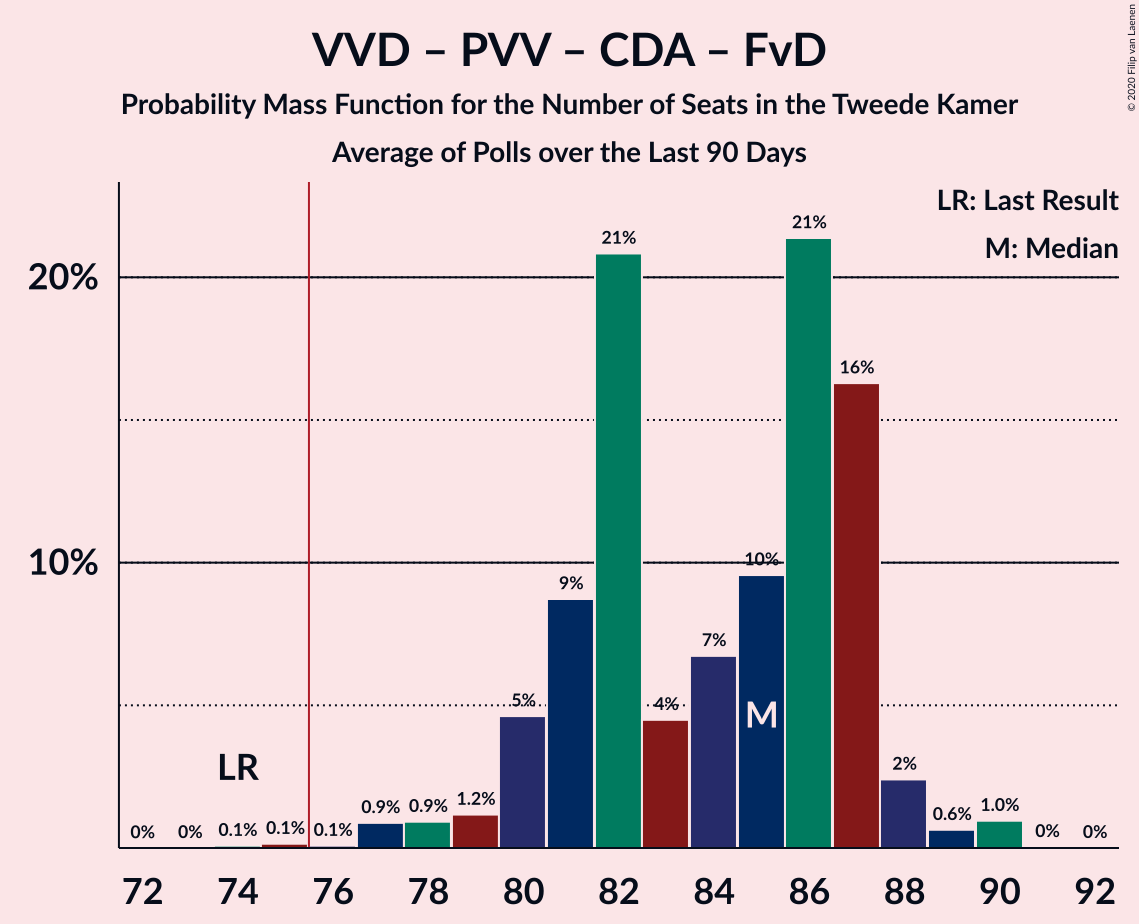 VVD – PVV – CDA – FvD
Probability Mass Function for the Number of Seats in the Tweede Kamer
Average of Polls over the Last 90 Days
© 2020 Filip van Laenen
LR: Last Result
M: Median
20%
10%
0% 0% 0.1% 0.1% 0.1% 0.9% 0.9% 1.2% 5% 9% 21% 4% 7% 10% 21% 16% 2% 0.6% 1.0% 0% 0%
LR
M
72 74 76 78 80 82 84 86 88 90 92